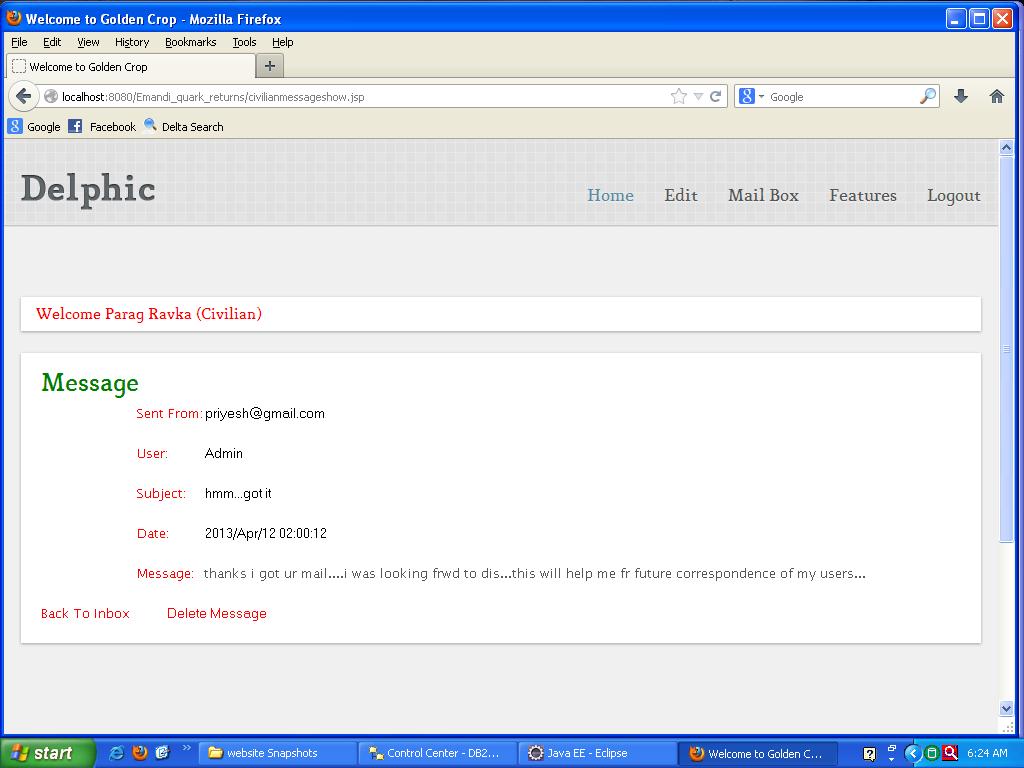 Welcome to Golden Crop - Mozilla Firefox
File Edit View History Bookmarks Tools Help
Welcome to Golden Crop +
localhost:8080/Emandi_quark_returns/civilianmessageshow.jsp Google
Google Facebook Delta Search
Delphic
Home Edit Mail Box Features Logout
Welcome Parag Ravka (Civilian)
Message
Sent From: priyesh@gmail.com
User: Admin
Subject: hmm...got it
Date: 2013/Apr/12 02:00:12
Message: thanks i got ur mail....i was looking frwd to dis...this will help me fr future correspondence of my users...
Back To Inbox Delete Message
start website Snapshots Control Center - DB2... Java EE - Eclipse Welcome to Golden C... 6:24 AM